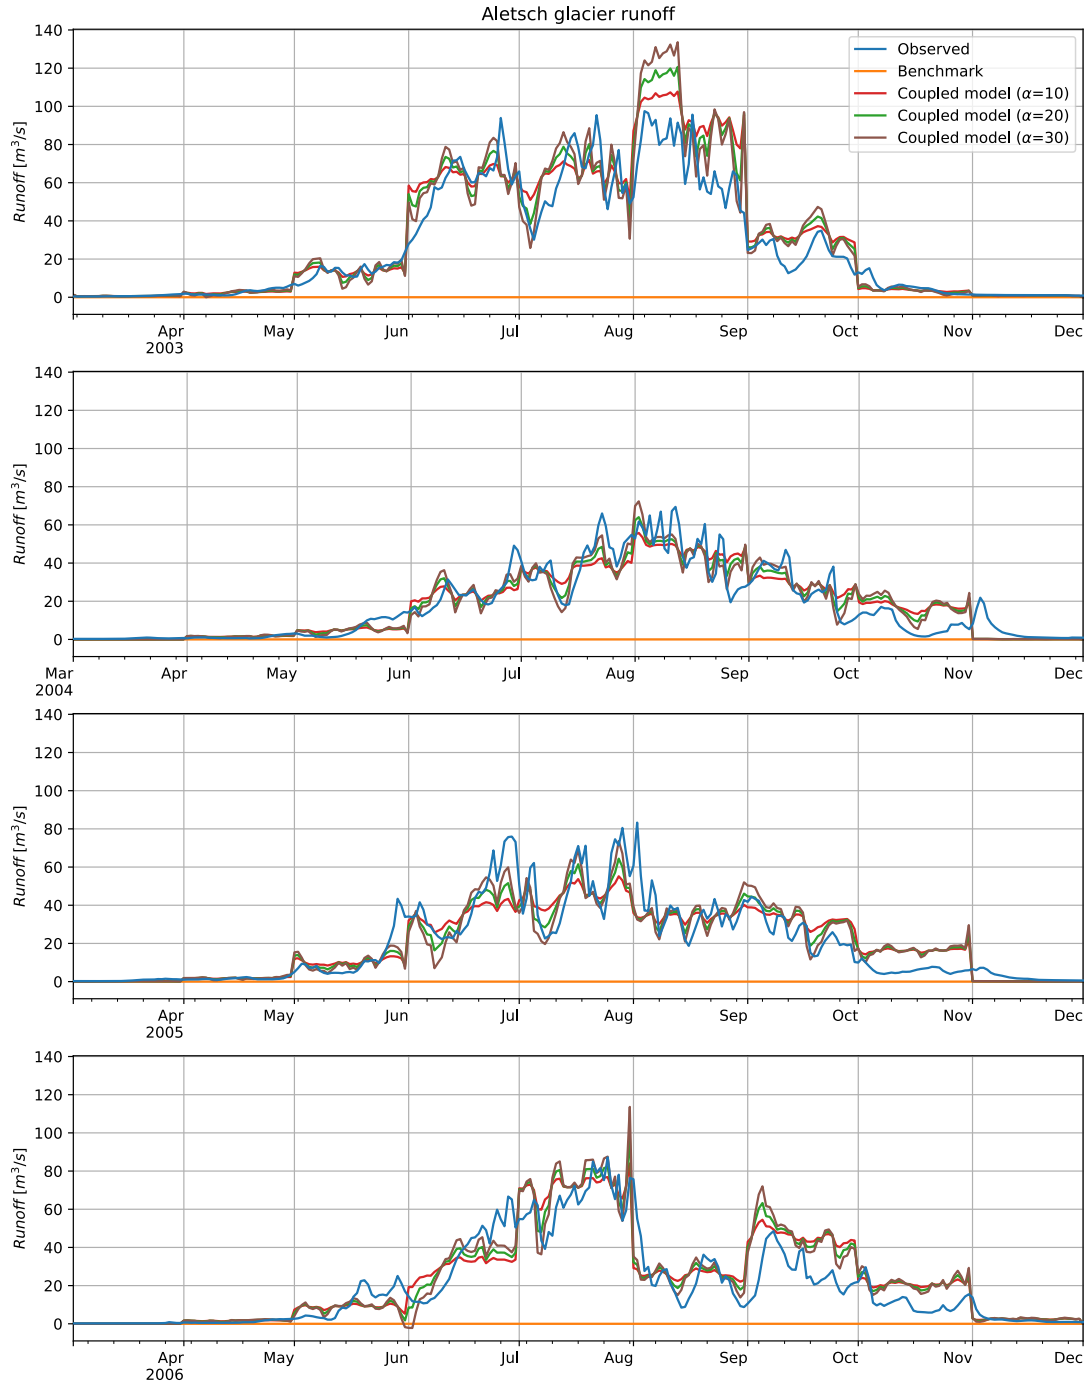 Aletsch glacier runoff
140
120
100
80
60
40
20
0
Runoff [m³/s]
Observed
Benchmark
Coupled model (α=10)
Coupled model (α=20)
Coupled model (α=30)
Apr May Jun Jul Aug Sep Oct Nov Dec
2003
140
120
100
80
60
40
20
0
Runoff [m³/s]
Mar Apr May Jun Jul Aug Sep Oct Nov Dec
2004
140
120
100
80
60
40
20
0
Runoff [m³/s]
Apr May Jun Jul Aug Sep Oct Nov Dec
2005
140
120
100
80
60
40
20
0
Runoff [m³/s]
Apr May Jun Jul Aug Sep Oct Nov Dec
2006